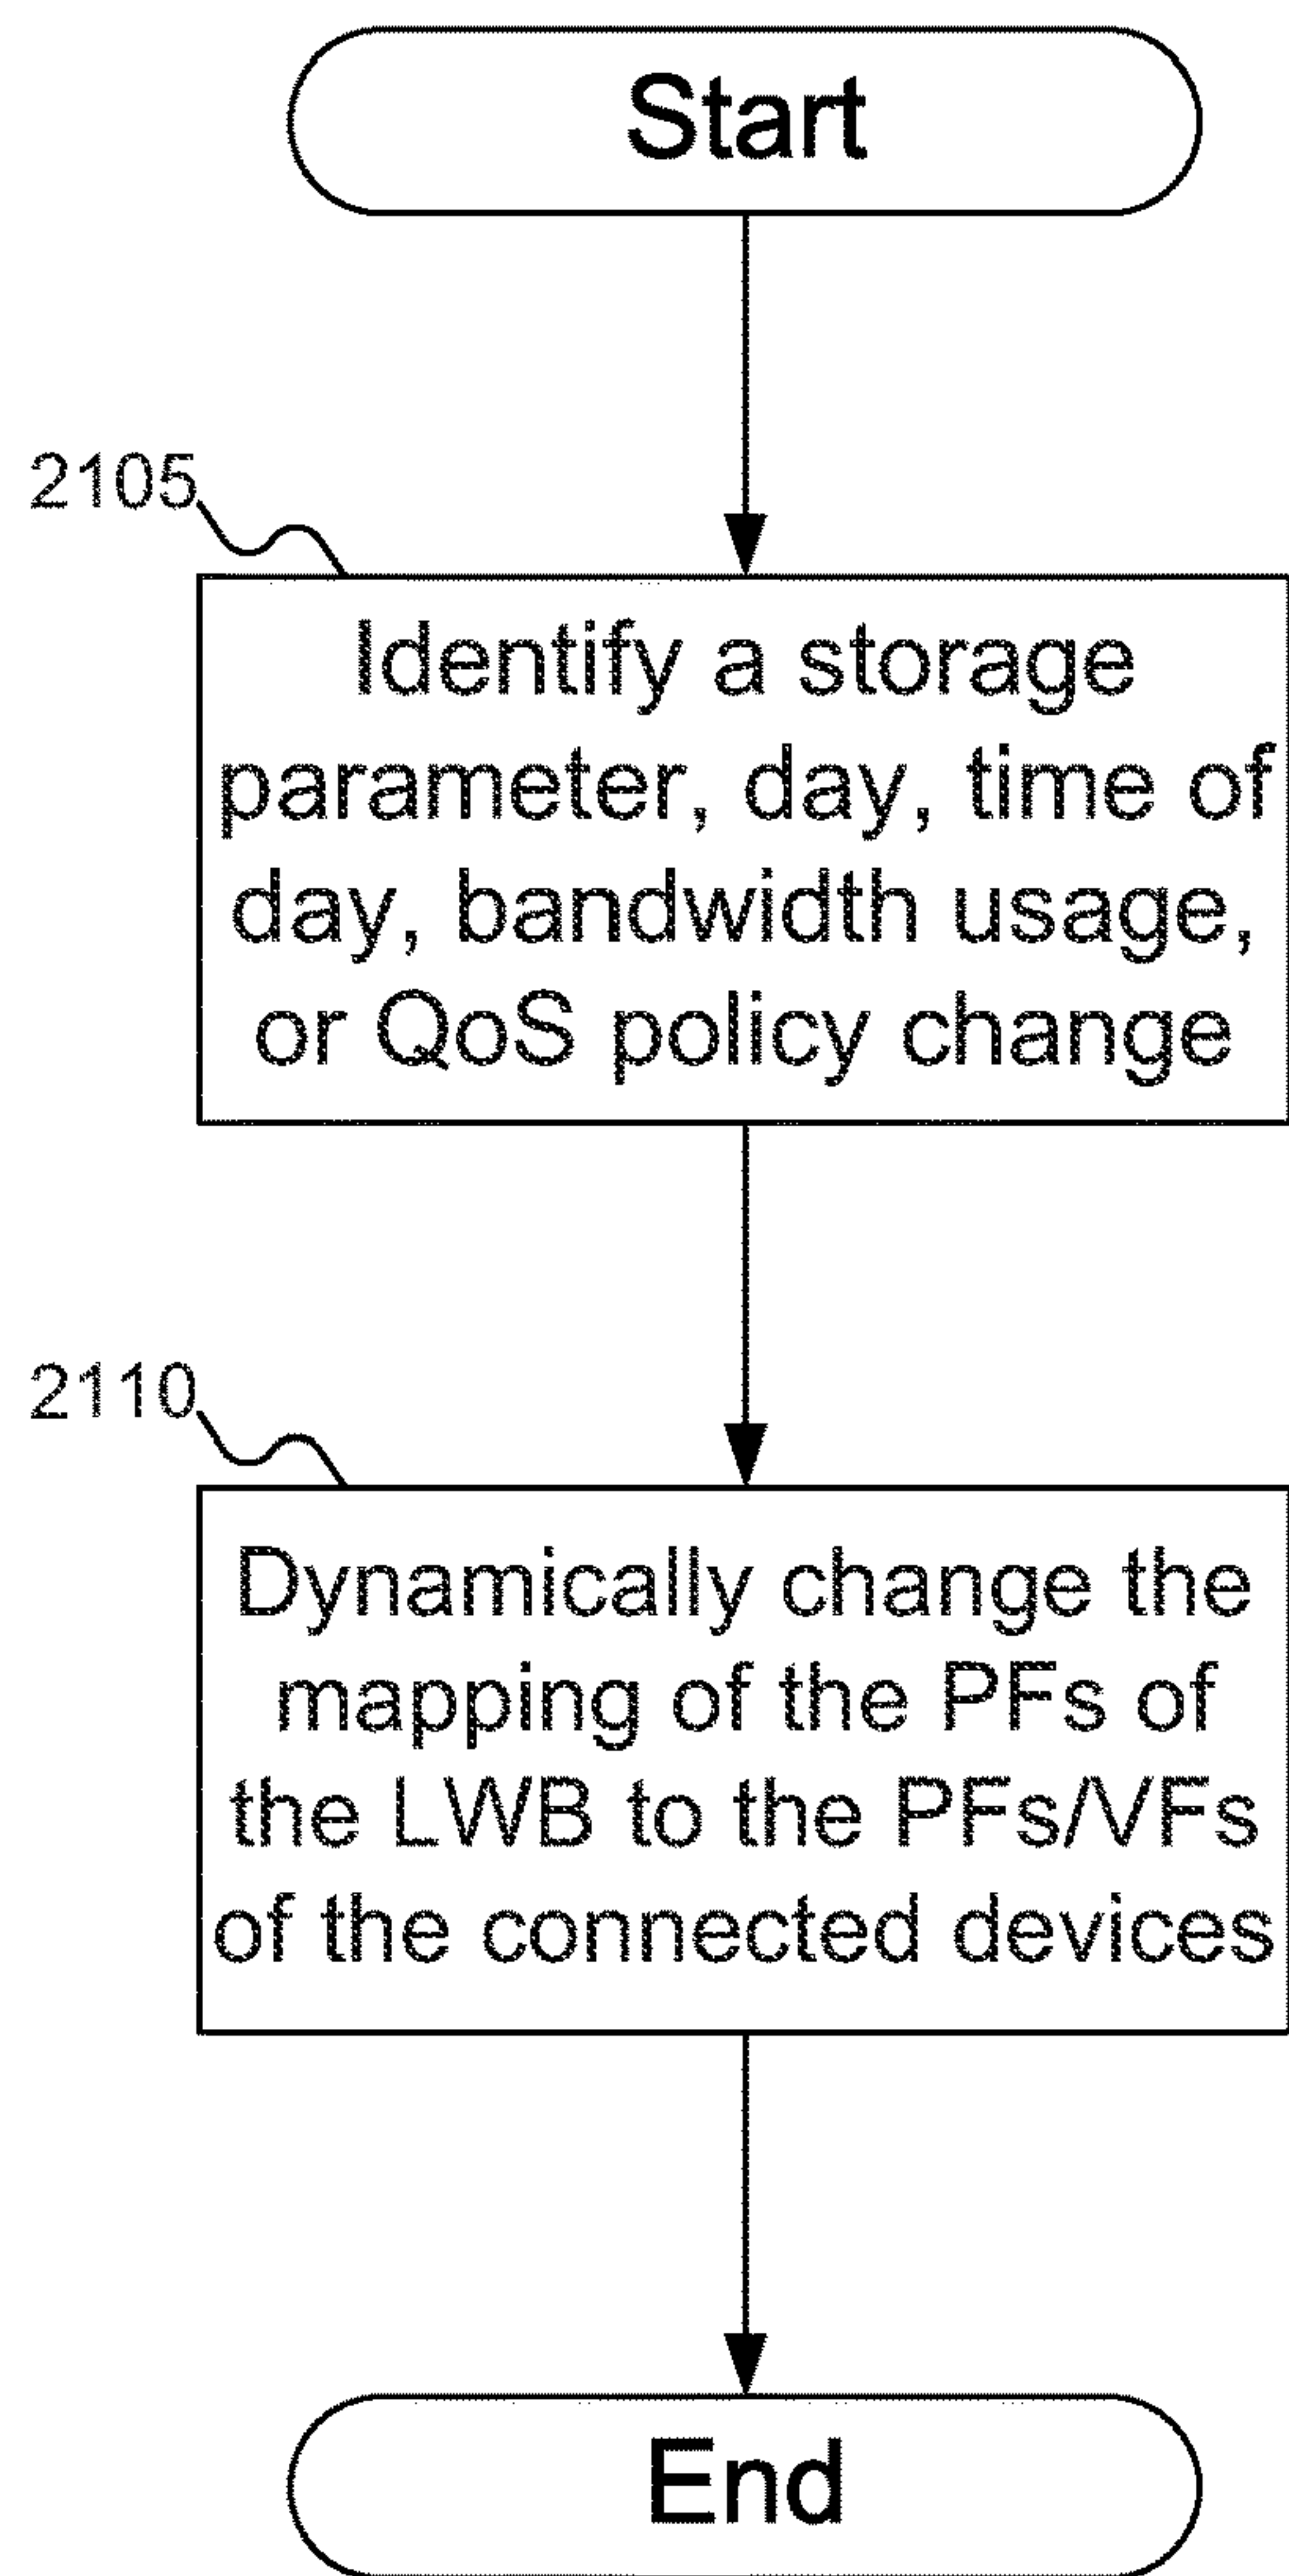 Start
2105
Identify a storage
parameter, day, time of
day, bandwidth usage,
or QoS policy change
2110
Dynamically change the
mapping of the PFs of
the LWB to the PFs/VFs
of the connected devices
End